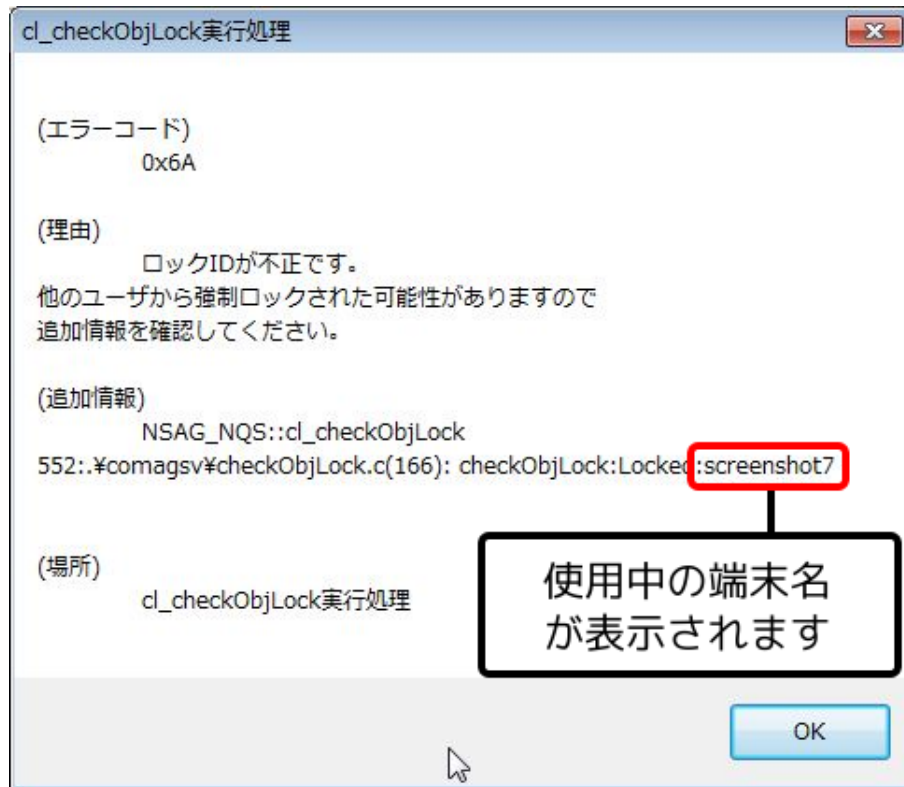 cl_checkObjLock実行処理
(エラーコード)
0x6A
(理由)
ロックIDが不正です。
他のユーザから強制ロックされた可能性がありますので
追加情報を確認してください。
(追加情報)
NSAG_NQS::cl_checkObjLock
552:.¥comagsv¥checkObjLock.c(166): checkObjLock:Locked:screenshot7
(場所)
cl_checkObjLock実行処理
使用中の端末名
が表示されます
OK